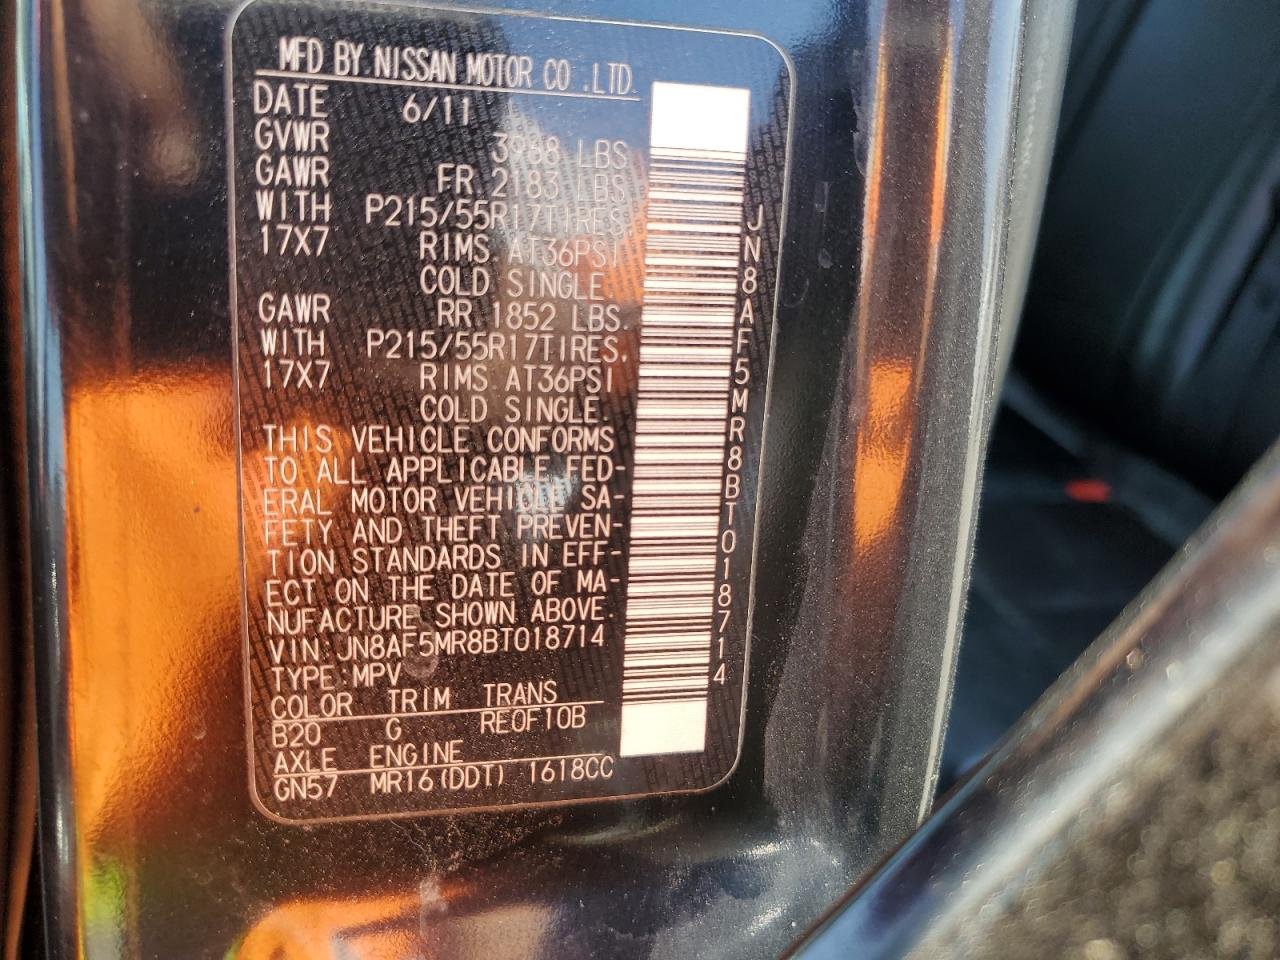 MFD BY NISSAN MOTOR CO.,LTD.
DATE 6/11
GVWR 3988 LBS
GAWR FR 2183 LBS
WITH P215/55R17TIRES,
17X7 RIMS AT36PSI
COLD SINGLE
GAWR RR 1852 LBS.
WITH P215/55R17TIRES,
17X7 RIMS AT36PSI
COLD SINGLE.
THIS VEHICLE CONFORMS
TO ALL APPLICABLE FED-
ERAL MOTOR VEHICLE SA-
FETY AND THEFT PREVEN-
TION STANDARDS IN EFF-
ECT ON THE DATE OF MA-
NUFACTURE SHOWN ABOVE.
VIN:JN8AF5MR8BT018714
TYPE:MPV
COLOR TRIM TRANS
B20 G RE0F10B
AXLE ENGINE
GN57 MR16(DDT) 1618CC
JN8AF5MR8BT018714